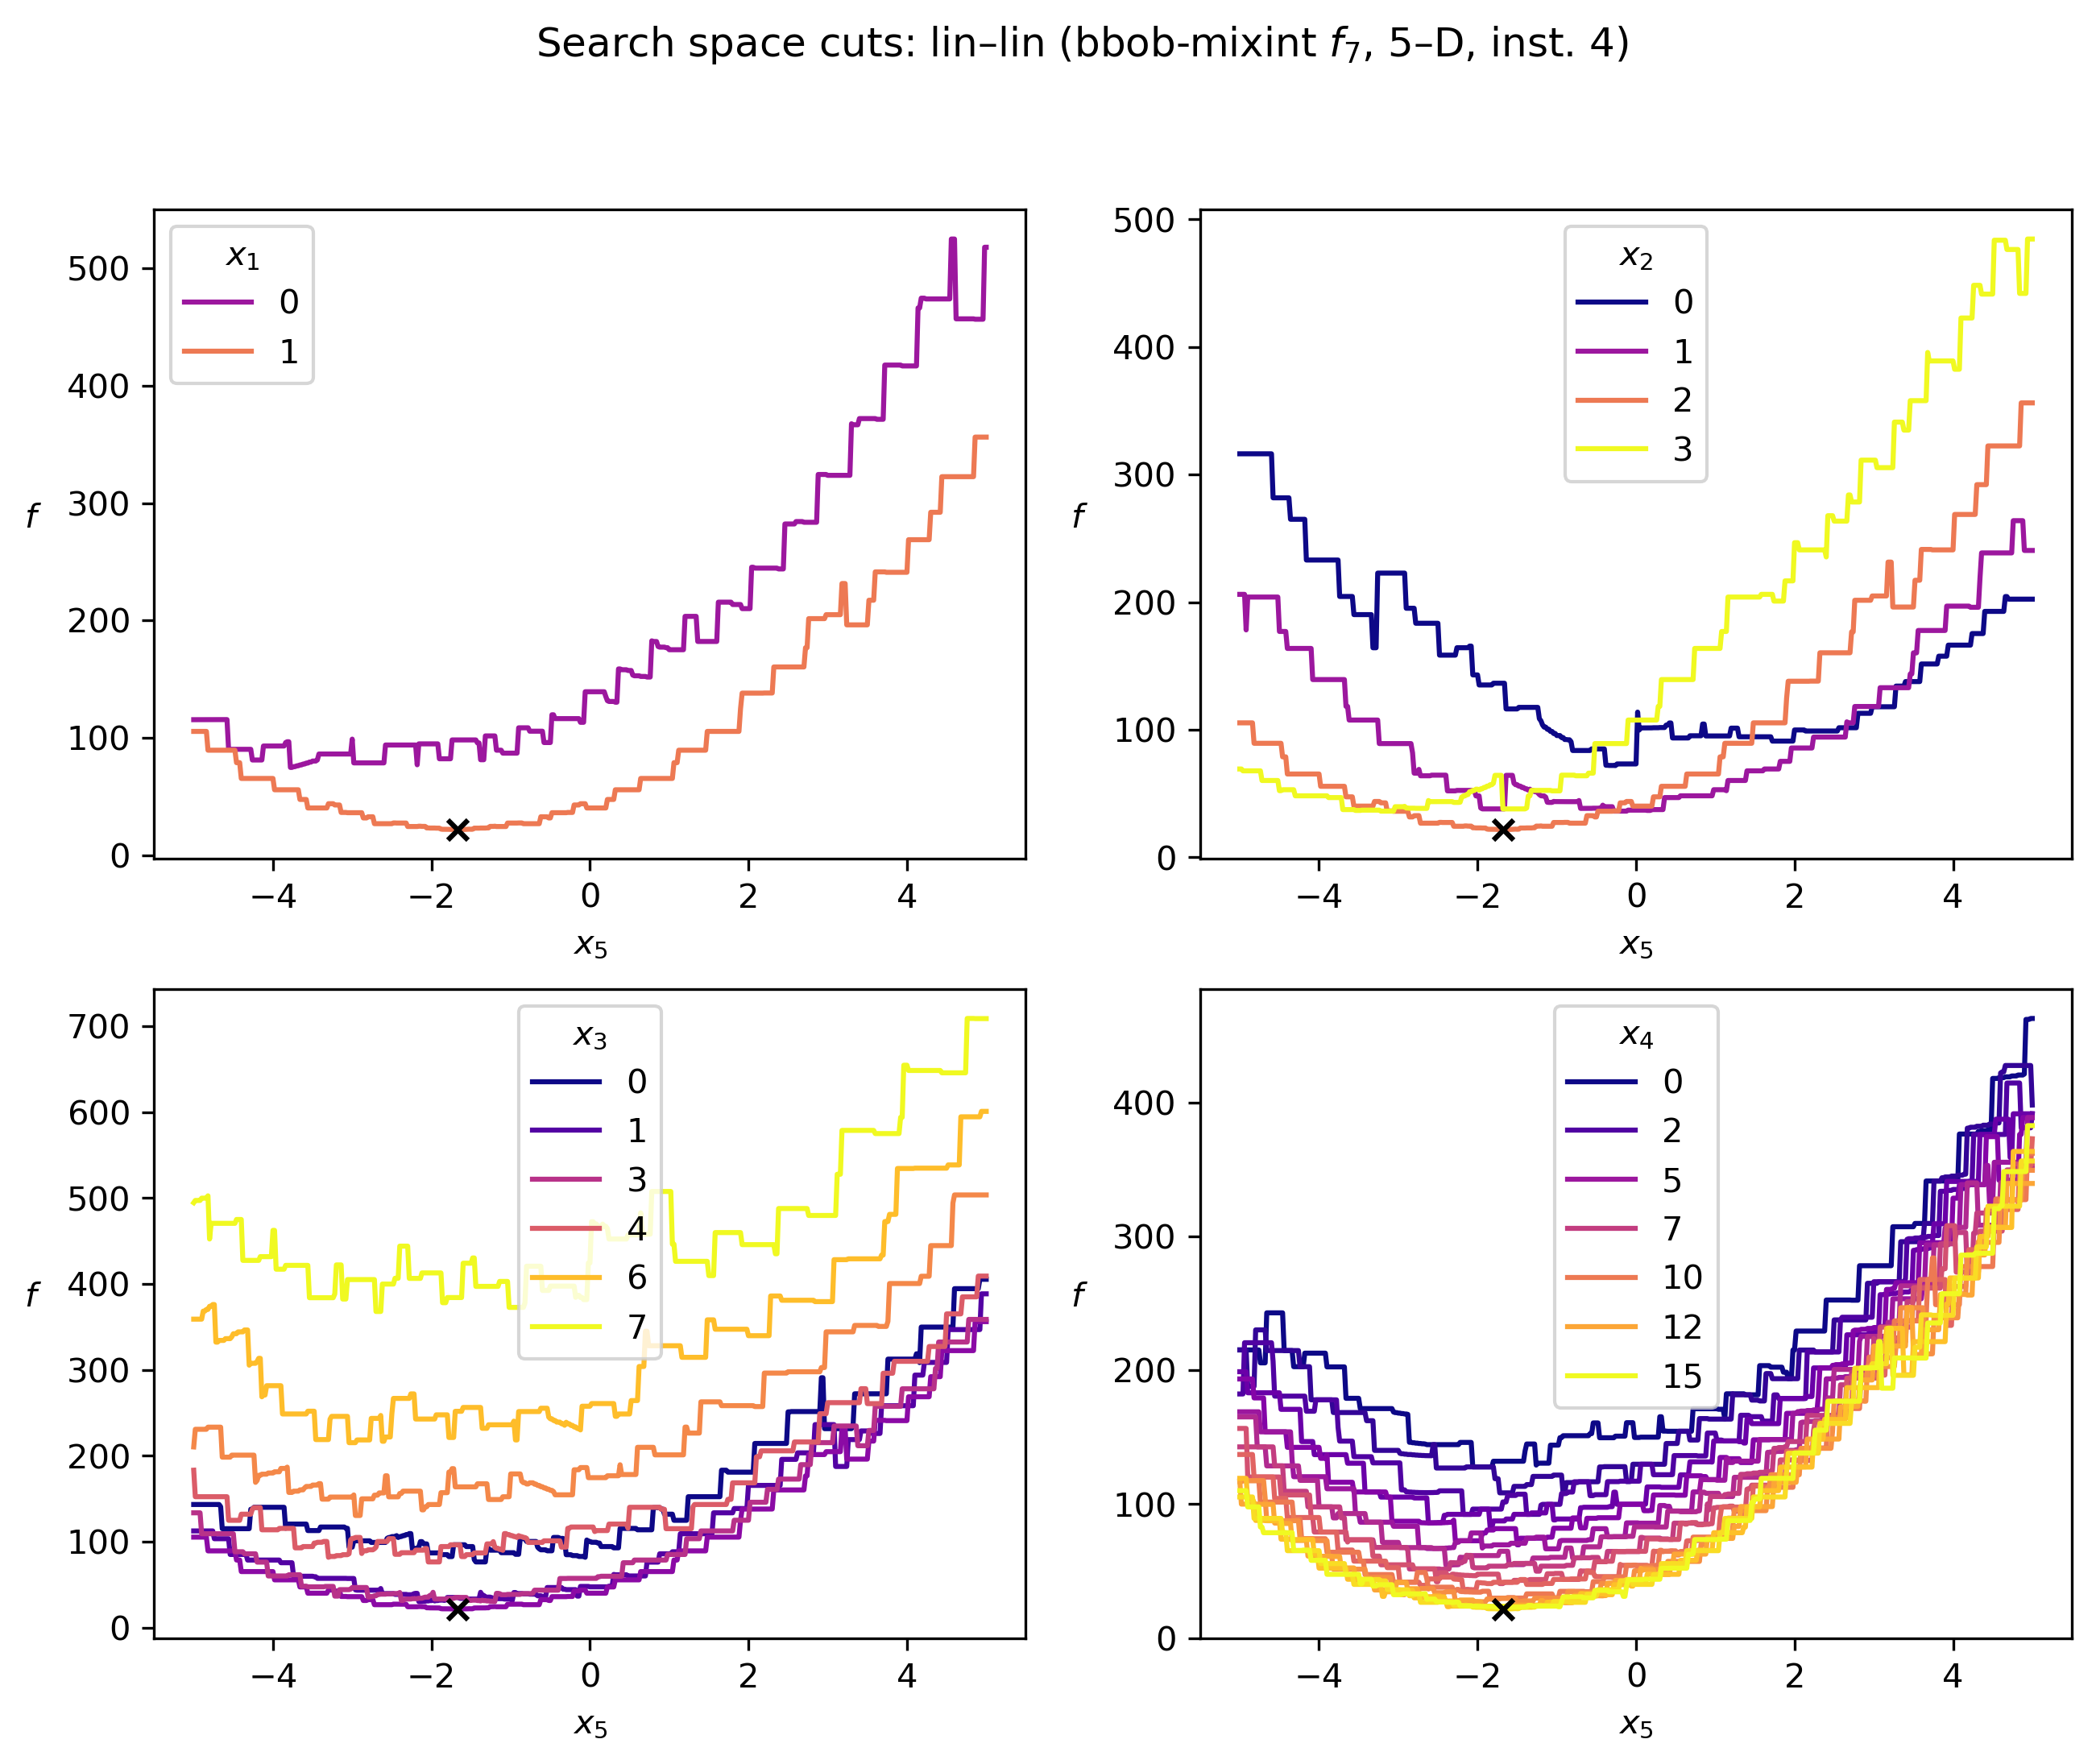 Search space cuts: lin–lin (bbob-mixint f₇, 5–D, inst. 4)
x₁
0
1
500
400
300
200
100
0
f
−4 −2 0 2 4
x₅
x₂
0
1
2
3
500
400
300
200
100
0
f
−4 −2 0 2 4
x₅
x₃
0
1
3
4
6
7
700
600
500
400
300
200
100
0
f
−4 −2 0 2 4
x₅
x₄
0
2
5
7
10
12
15
400
300
200
100
0
f
−4 −2 0 2 4
x₅